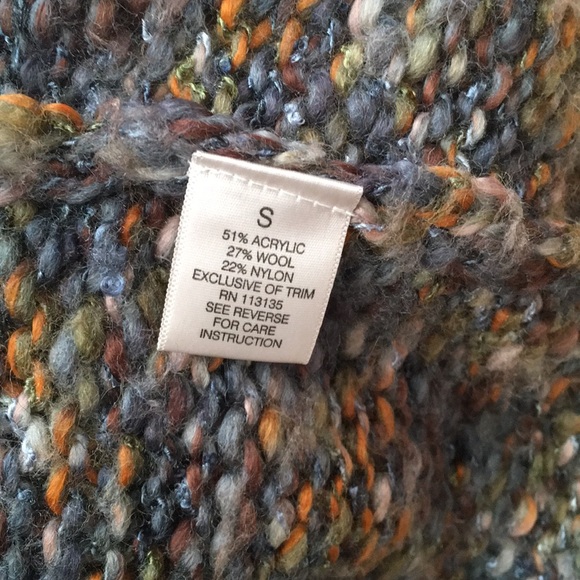 S
51% ACRYLIC
27% WOOL
22% NYLON
EXCLUSIVE OF TRIM
RN 113135
SEE REVERSE
FOR CARE
INSTRUCTION